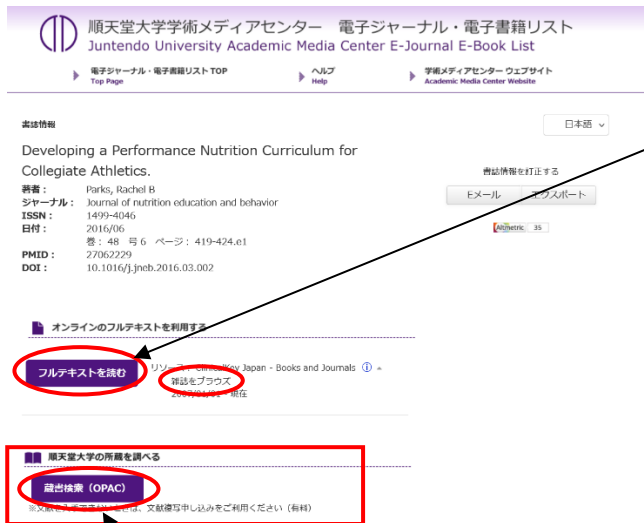 順天堂大学学術メディアセンター 電子ジャーナル・電子書籍リスト
Juntendo University Academic Media Center E-Journal E-Book List
電子ジャーナル・電子書籍リスト TOP
Top Page
ヘルプ
Help
学術メディアセンター ウェブサイト
Academic Media Center Website
書誌情報
日本語
Developing a Performance Nutrition Curriculum for
Collegiate Athletics.
著者： Parks, Rachel B
ジャーナル： Journal of nutrition education and behavior
ISSN： 1499-4046
日付： 2016/06
巻： 48 号 6 ページ： 419-424.e1
PMID： 27062229
DOI： 10.1016/j.jneb.2016.03.002
書誌情報を訂正する
Eメール
エクスポート
Altmetric 35
オンラインのフルテキストを利用する
フルテキストを読む
リソース： ClinicalKey Japan - Books and Journals
雑誌をブラウズ
現在
順天堂大学の所蔵を調べる
蔵書検索（OPAC）
は、文献複写申し込みをご利用ください（有料）